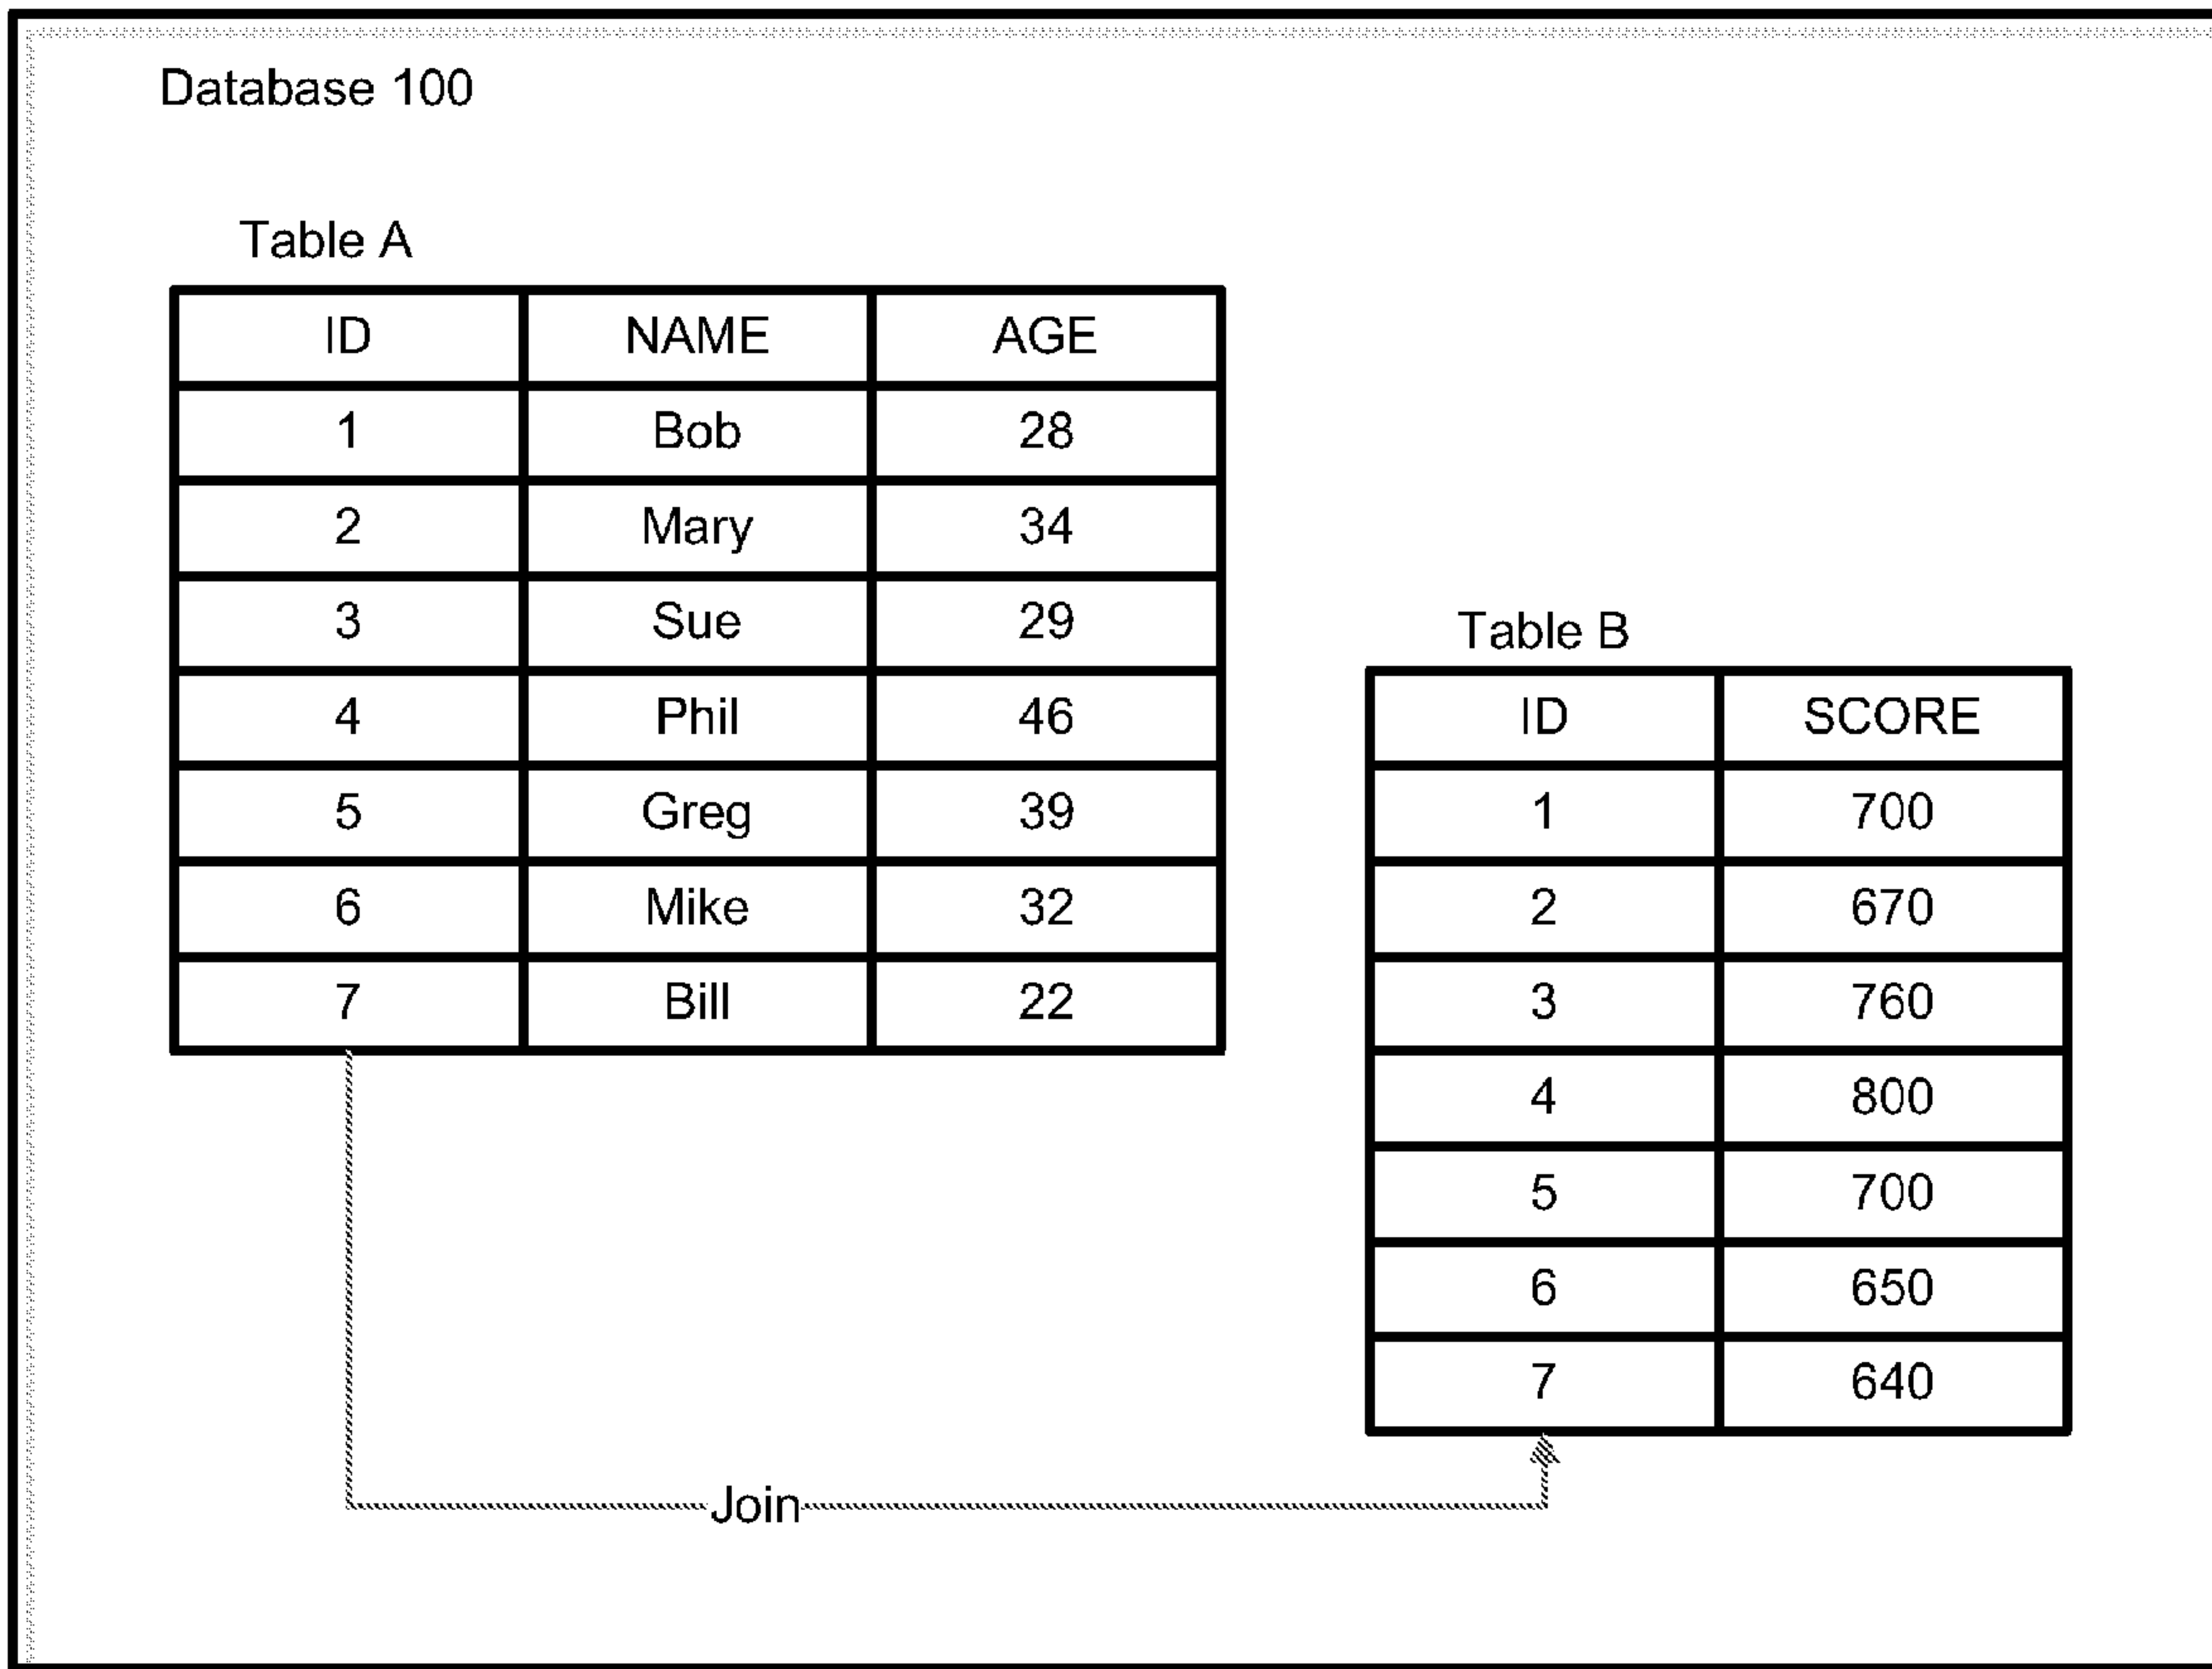 Database 100
Table A
ID NAME AGE
1 Bob 28
2 Mary 34
3 Sue 29
4 Phil 46
5 Greg 39
6 Mike 32
7 Bill 22
Table B
ID SCORE
1 700
2 670
3 760
4 800
5 700
6 650
7 640
Join